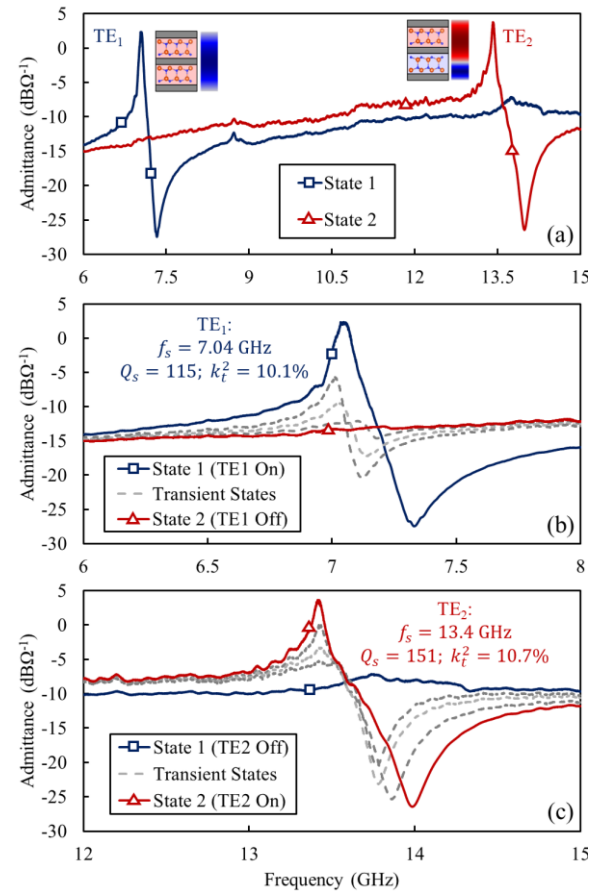 TE₁
TE₂
5
0
-5
-10
-15
-20
-25
-30
Admittance (dBΩ⁻¹)
State 1
State 2
(a)
6
7.5
9
10.5
12
13.5
15
5
0
-5
-10
-15
-20
-25
-30
Admittance (dBΩ⁻¹)
TE₁:
fₛ = 7.04 GHz
Qₛ = 115; kₜ² = 10.1%
State 1 (TE1 On)
Transient States
State 2 (TE1 Off)
(b)
6
6.5
7
7.5
8
10
5
0
-5
-10
-15
-20
-25
-30
Admittance (dBΩ⁻¹)
TE₂:
fₛ = 13.4 GHz
Qₛ = 151; kₜ² = 10.7%
State 1 (TE2 Off)
Transient States
State 2 (TE2 On)
(c)
12
13
14
15
Frequency (GHz)